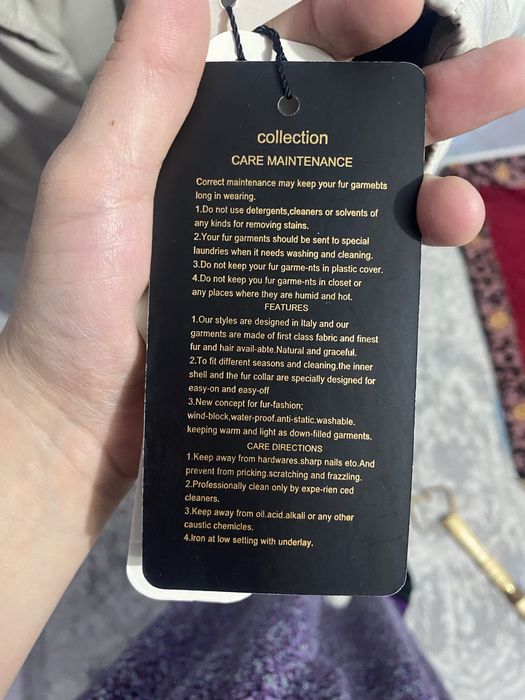 collection
CARE MAINTENANCE
Correct maintenance may keep your fur garmebts
long in wearing.
1.Do not use detergents,cleaners or solvents of
any kinds for removing stains.
2.Your fur garments should be sent to special
laundries when it needs washing and cleaning.
3.Do not keep your fur garme-nts in plastic cover.
4.Do not keep you fur garme-nts in closet or
any places where they are humid and hot.
FEATURES
1.Our styles are designed in Italy and our
garments are made of first class fabric and finest
fur and hair avail-abte.Natural and graceful.
2.To fit different seasons and cleaning.the inner
shell and the fur collar are specially designed for
easy-on and easy-off
3.New concept for fur-fashion;
wind-block,water-proof.anti-static.washable.
keeping warm and light as down-filled garments.
CARE DIRECTIONS
1.Keep away from hardwares.sharp nails eto.And
prevent from pricking.scratching and frazzling.
2.Professionally clean only by expe-rien ced
cleaners.
3.Keep away from oil.acid.alkali or any other
caustic chemicles.
4.Iron at low setting with underlay.